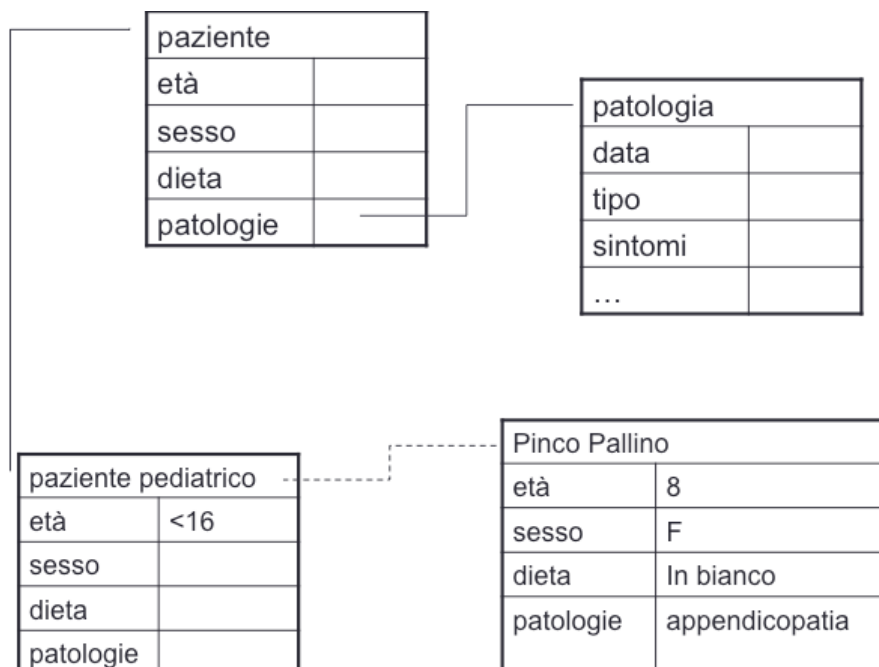 paziente
età
sesso
dieta
patologie
patologia
data
tipo
sintomi
…
paziente pediatrico
età <16
sesso
dieta
patologie
Pinco Pallino
età 8
sesso F
dieta In bianco
patologie appendicopatia